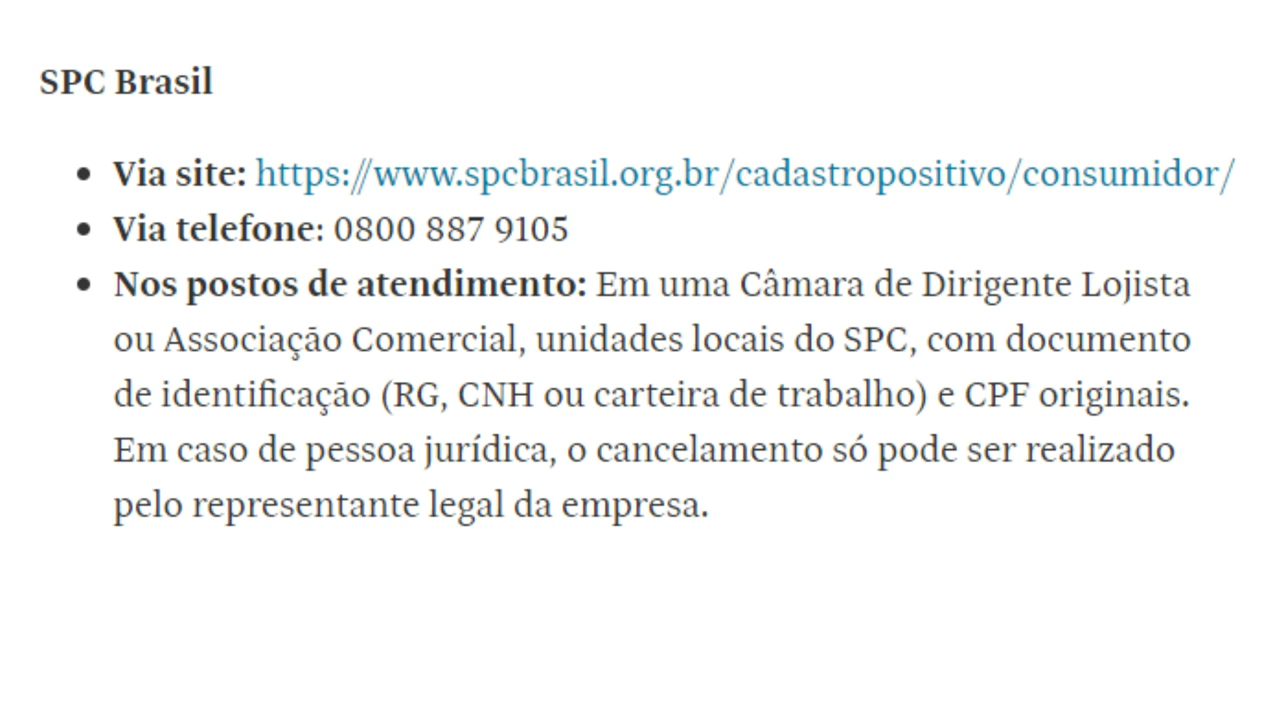 SPC Brasil
Via site: https://www.spcbrasil.org.br/cadastropositivo/consumidor/
Via telefone: 0800 887 9105
Nos postos de atendimento: Em uma Câmara de Dirigente Lojista
ou Associação Comercial, unidades locais do SPC, com documento
de identificação (RG, CNH ou carteira de trabalho) e CPF originais.
Em caso de pessoa jurídica, o cancelamento só pode ser realizado
pelo representante legal da empresa.